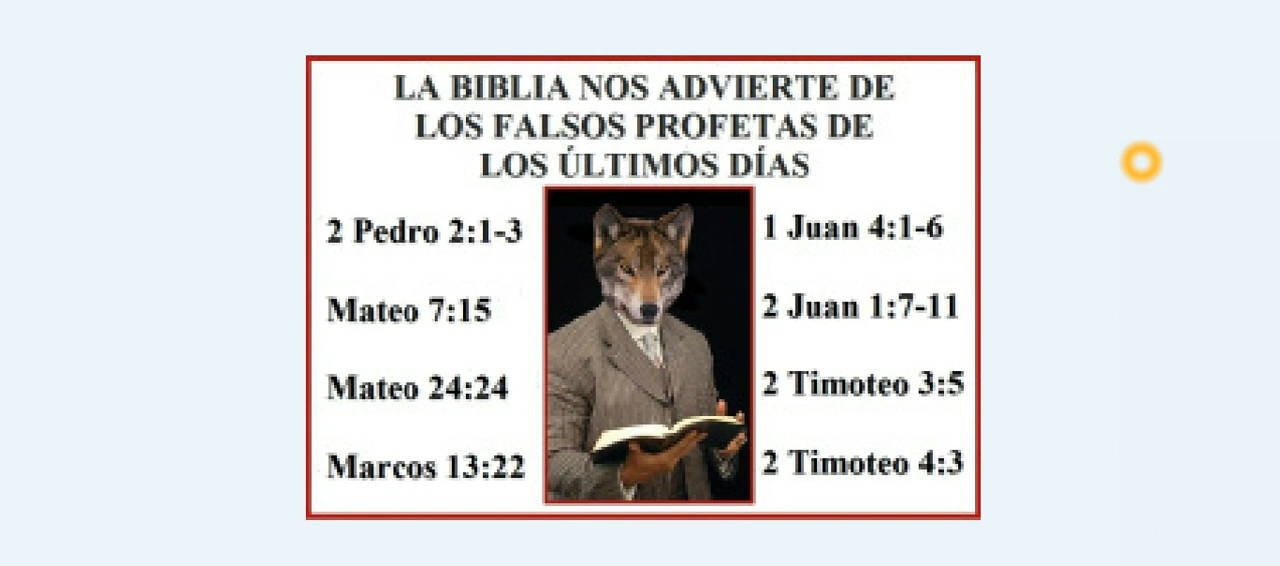 LA BIBLIA NOS ADVIERTE DE
LOS FALSOS PROFETAS DE
LOS ÚLTIMOS DÍAS
2 Pedro 2:1-3
Mateo 7:15
Mateo 24:24
Marcos 13:22
1 Juan 4:1-6
2 Juan 1:7-11
2 Timoteo 3:5
2 Timoteo 4:3